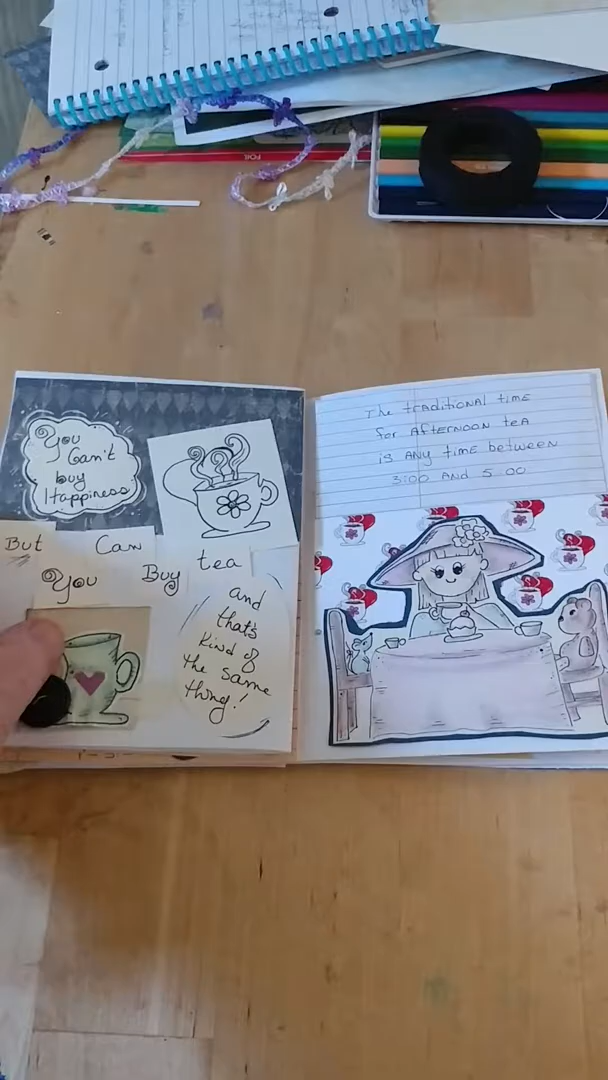 You
Can't
buy
Happiness
But Can
You Buy tea
and
that's
kind of
the same
thing!
The traditional time
for Afternoon tea
is any time between
3:00 and 5:00
FOIL